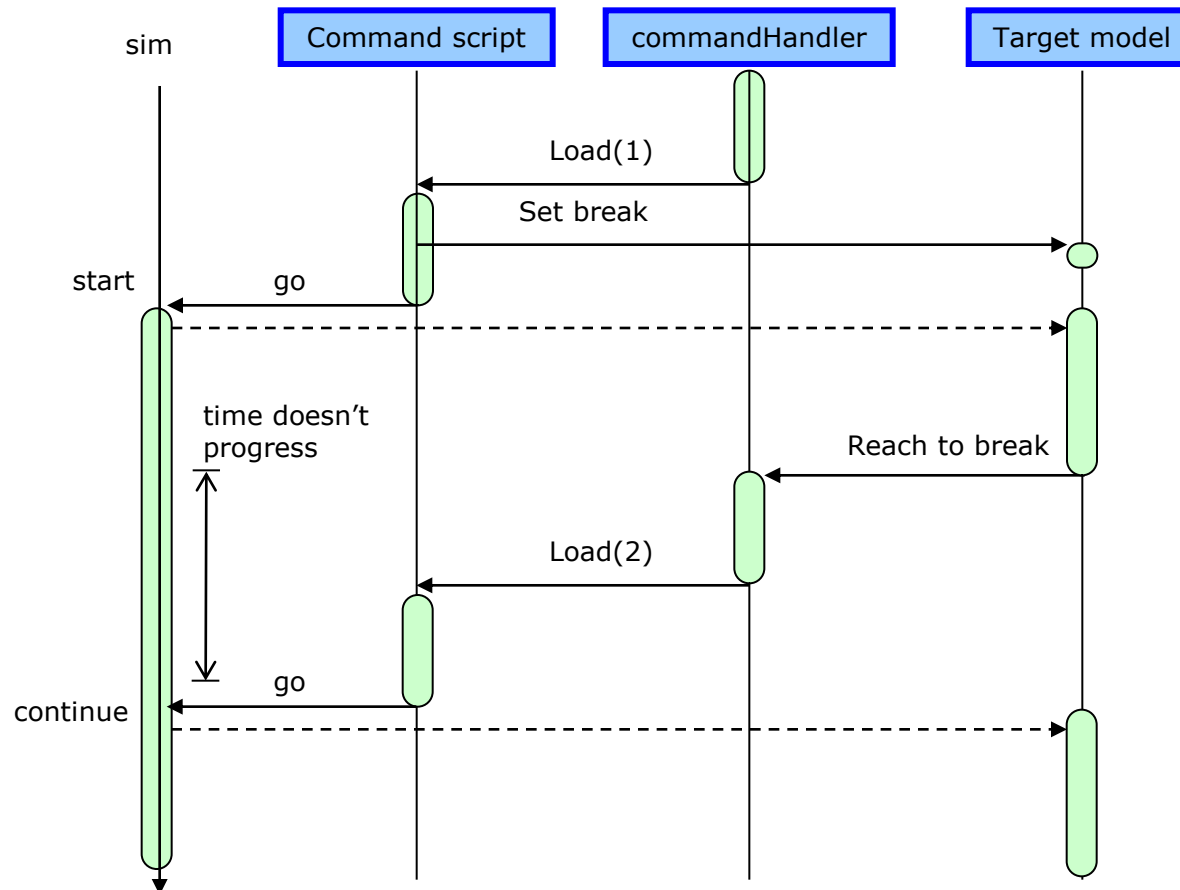 sim
Command script
commandHandler
Target model
Load(1)
Set break
start
go
time doesn't
progress
Reach to break
Load(2)
go
continue